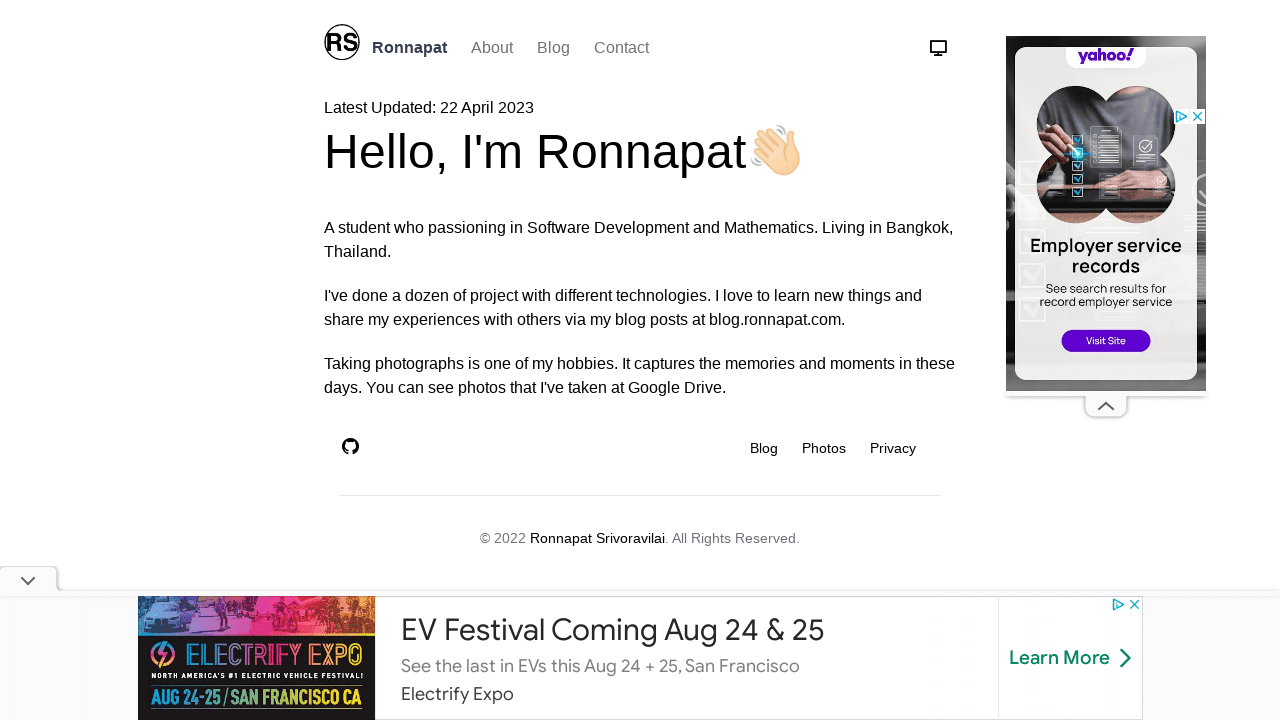 RS
Ronnapat About Blog Contact
Latest Updated: 22 April 2023
Hello, I'm Ronnapat👋🏻
A student who passioning in Software Development and Mathematics. Living in Bangkok,
Thailand.
I've done a dozen of project with different technologies. I love to learn new things and
share my experiences with others via my blog posts at blog.ronnapat.com.
Taking photographs is one of my hobbies. It captures the memories and moments in these
days. You can see photos that I've taken at Google Drive.
Blog Photos Privacy
© 2022 Ronnapat Srivoravilai. All Rights Reserved.
yahoo!
Employer service
records
See search results for
record employer service
Visit Site
ELECTRIFY EXPO
NORTH AMERICA'S #1 ELECTRIC VEHICLE FESTIVAL!
AUG 24-25 / SAN FRANCISCO CA
EV Festival Coming Aug 24 & 25
See the last in EVs this Aug 24 + 25, San Francisco
Electrify Expo
Learn More